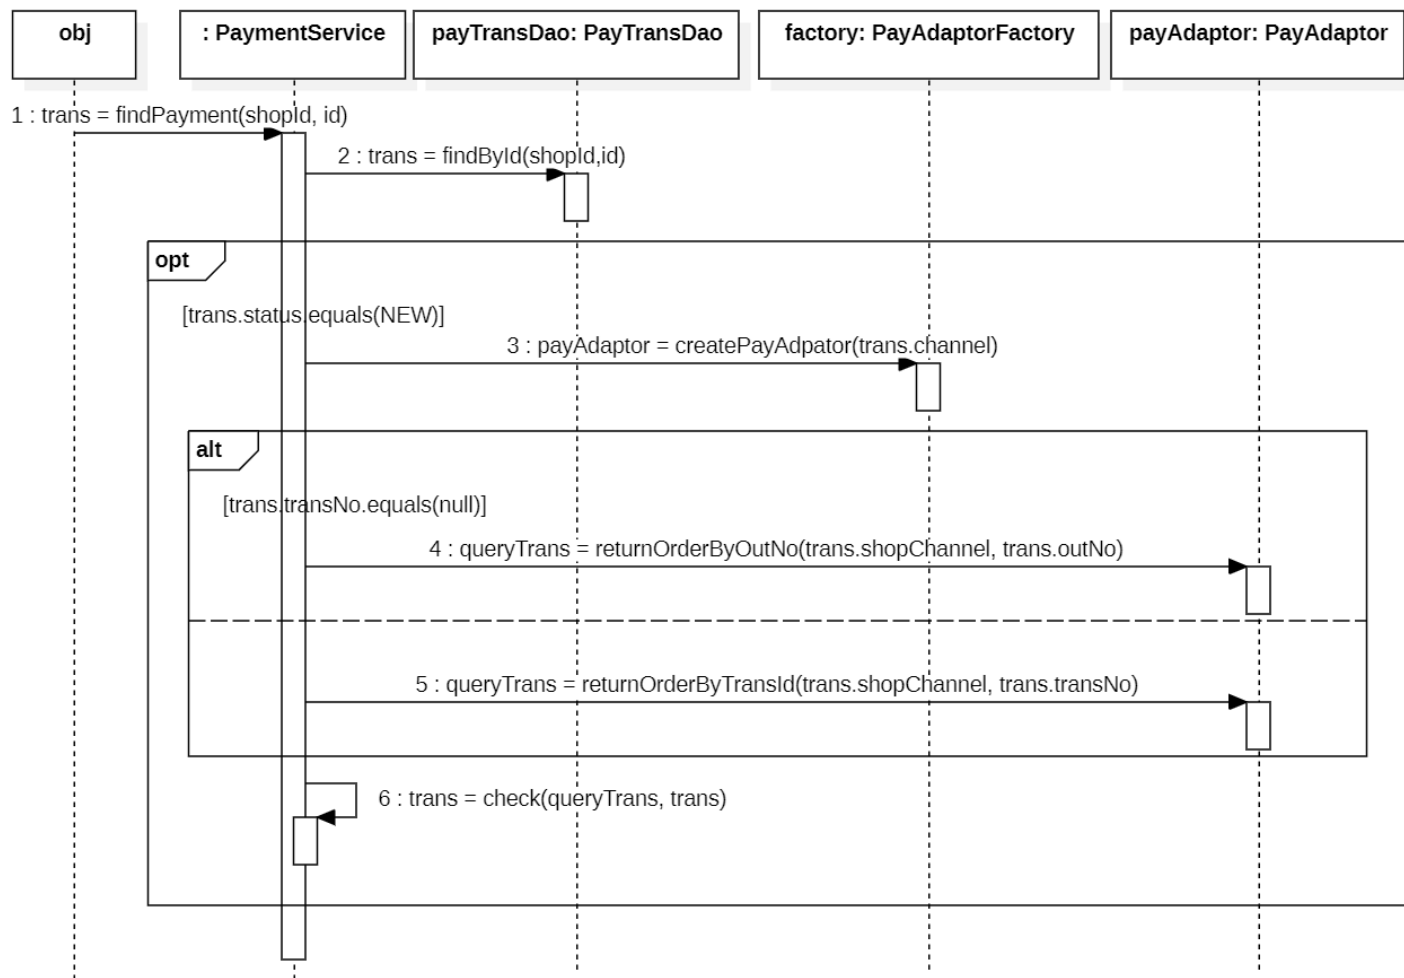 obj
: PaymentService
payTransDao: PayTransDao
factory: PayAdaptorFactory
payAdaptor: PayAdaptor
1 : trans = findPayment(shopId, id)
2 : trans = findById(shopId,id)
opt
[trans.status.equals(NEW)]
3 : payAdaptor = createPayAdpator(trans.channel)
alt
[trans.transNo.equals(null)]
4 : queryTrans = returnOrderByOutNo(trans.shopChannel, trans.outNo)
5 : queryTrans = returnOrderByTransId(trans.shopChannel, trans.transNo)
6 : trans = check(queryTrans, trans)